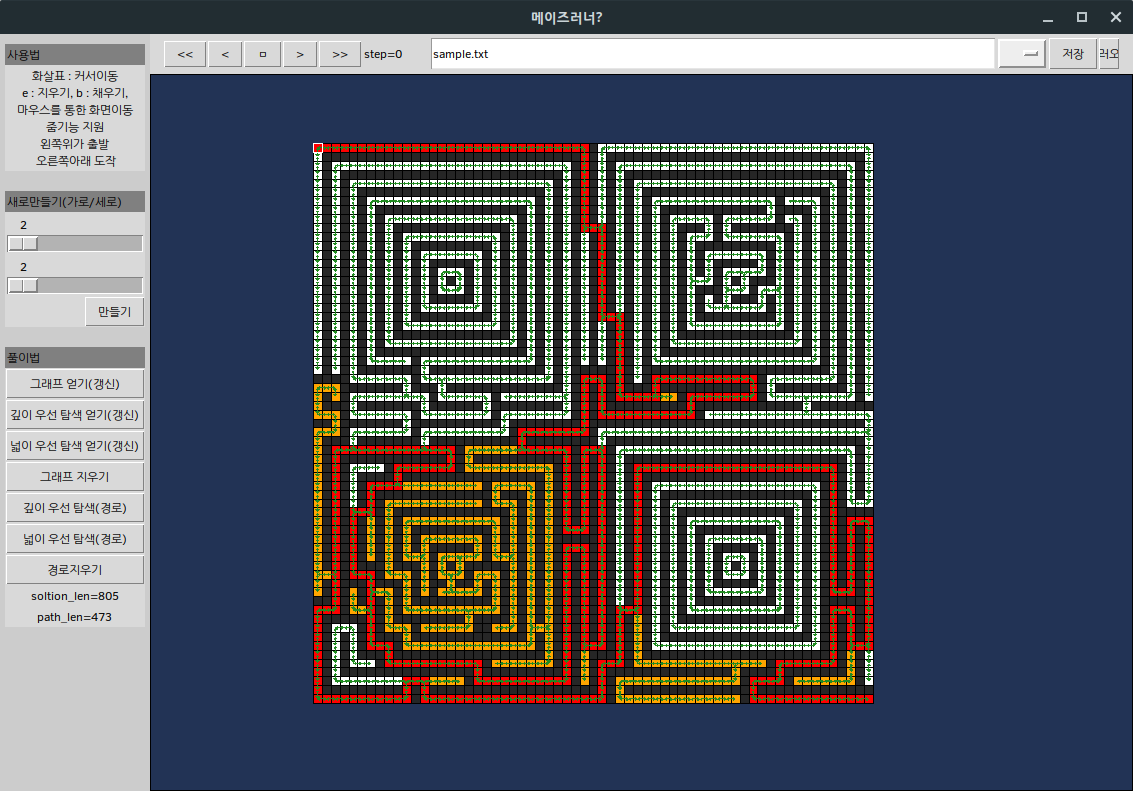 메이즈러너?
<< < ㅁ > >> step=0 sample.txt 저장 러오
사용법
화살표 : 커서이동
e : 지우기, b : 채우기,
마우스를 통한 화면이동
줌기능 지원
왼쪽위가 출발
오른쪽아래 도착
새로만들기(가로/세로)
2
2
만들기
풀이법
그래프 얻기(갱신)
깊이 우선 탐색 얻기(갱신)
넓이 우선 탐색 얻기(갱신)
그래프 지우기
깊이 우선 탐색(경로)
넓이 우선 탐색(경로)
경로지우기
soltion_len=805
path_len=473